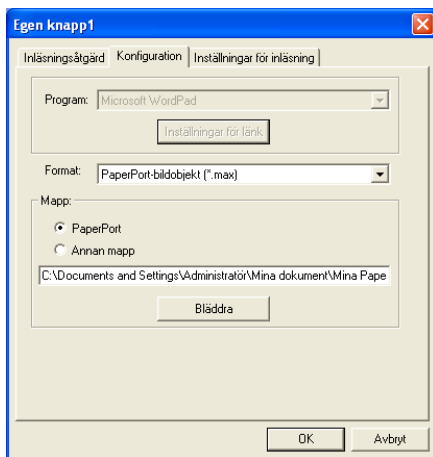 Egen knapp1
Inläsningsåtgärd Konfiguration Inställningar för inläsning
Program: Microsoft WordPad
Inställningar för länk
Format: PaperPort-bildobjekt (*.max)
Mapp:
PaperPort
Annan mapp
C:\Documents and Settings\Administratör\Mina dokument\Mina Pape
Bläddra
OK Avbryt